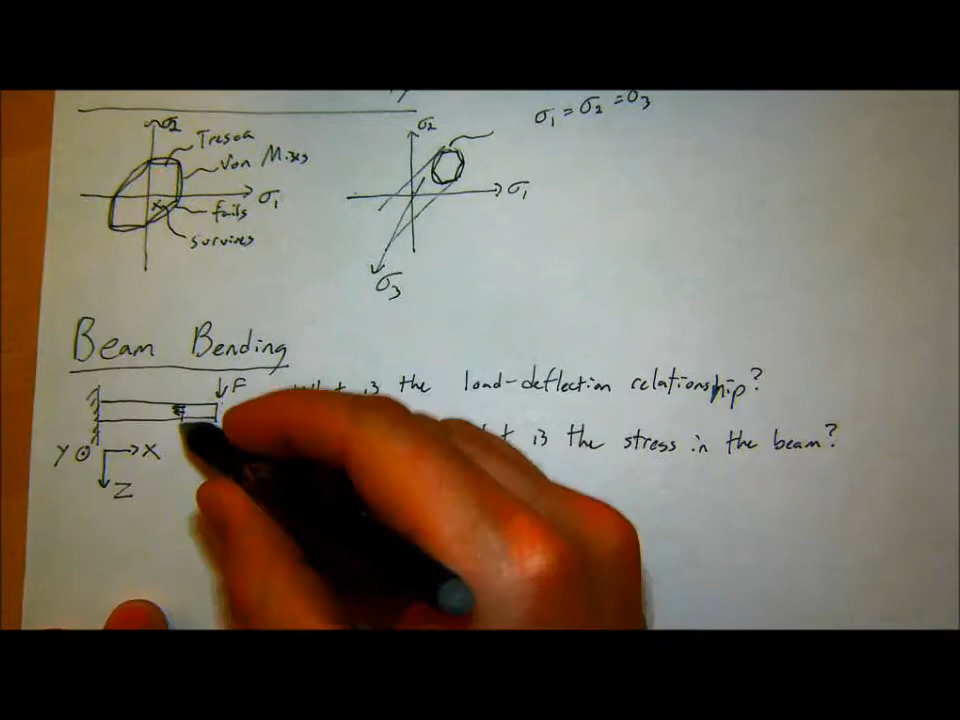 σ₁ = σ₂ = σ₃
σ₂ Tresca
Von Mises
σ₁
fails
survives
σ₂
σ₁
σ₃
Beam Bending
F is the load-deflection relationship?
is the stress in the beam?
Y X
Z